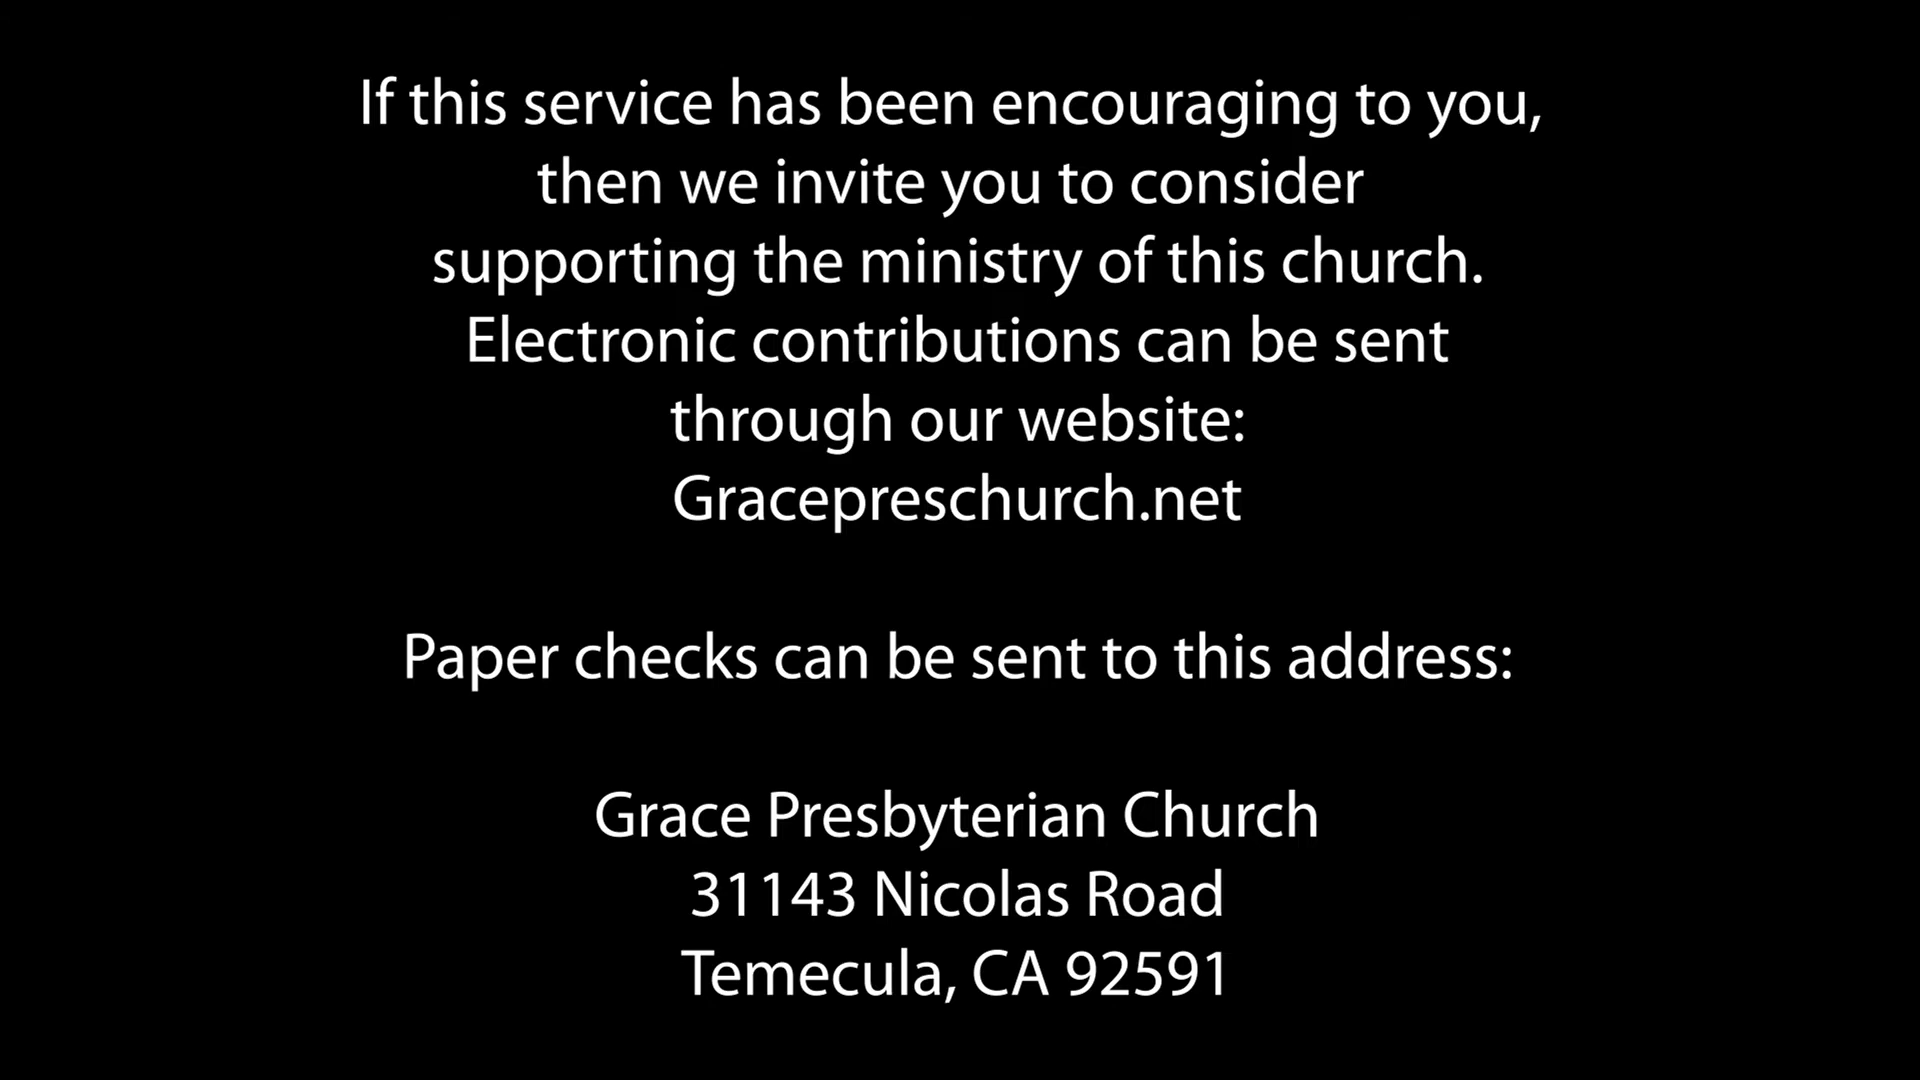 If this service has been encouraging to you,
then we invite you to consider
supporting the ministry of this church.
Electronic contributions can be sent
through our website:
Gracepreschurch.net
Paper checks can be sent to this address:
Grace Presbyterian Church
31143 Nicolas Road
Temecula, CA 92591